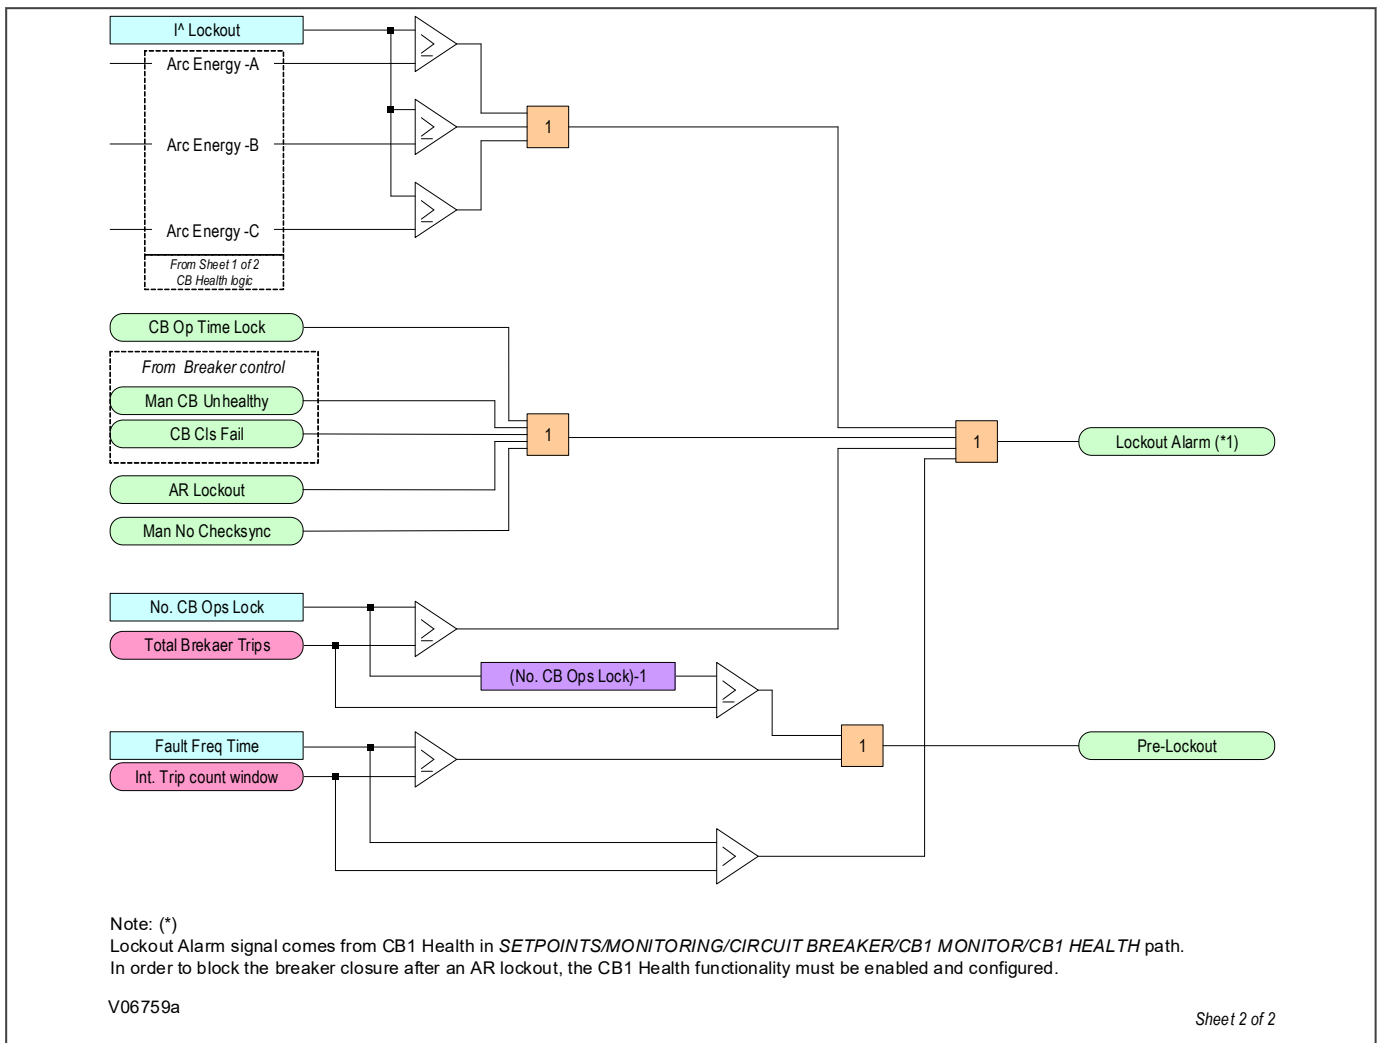 I^ Lockout
Arc Energy -A
1
Arc Energy -B
Arc Energy -C
From Sheet 1 of 2
CB Health logic
CB Op Time Lock
From Breaker control
Man CB Unhealthy
CB Cls Fail
1
1
Lockout Alarm (*1)
AR Lockout
Man No Checksync
No. CB Ops Lock
Total Brekaer Trips
(No. CB Ops Lock)-1
Fault Freq Time
1
Pre-Lockout
Int. Trip count window
Note: (*)
Lockout Alarm signal comes from CB1 Health in SETPOINTS/MONITORING/CIRCUIT BREAKER/CB1 MONITOR/CB1 HEALTH path.
In order to block the breaker closure after an AR lockout, the CB1 Health functionality must be enabled and configured.
V06759a
Sheet 2 of 2